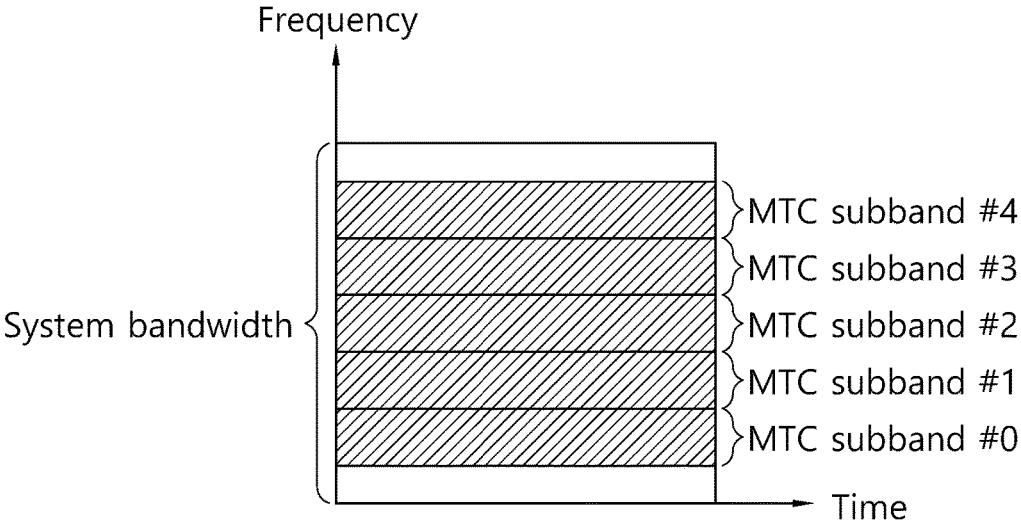 Frequency
MTC subband #4
MTC subband #3
System bandwidth
MTC subband #2
MTC subband #1
MTC subband #0
Time